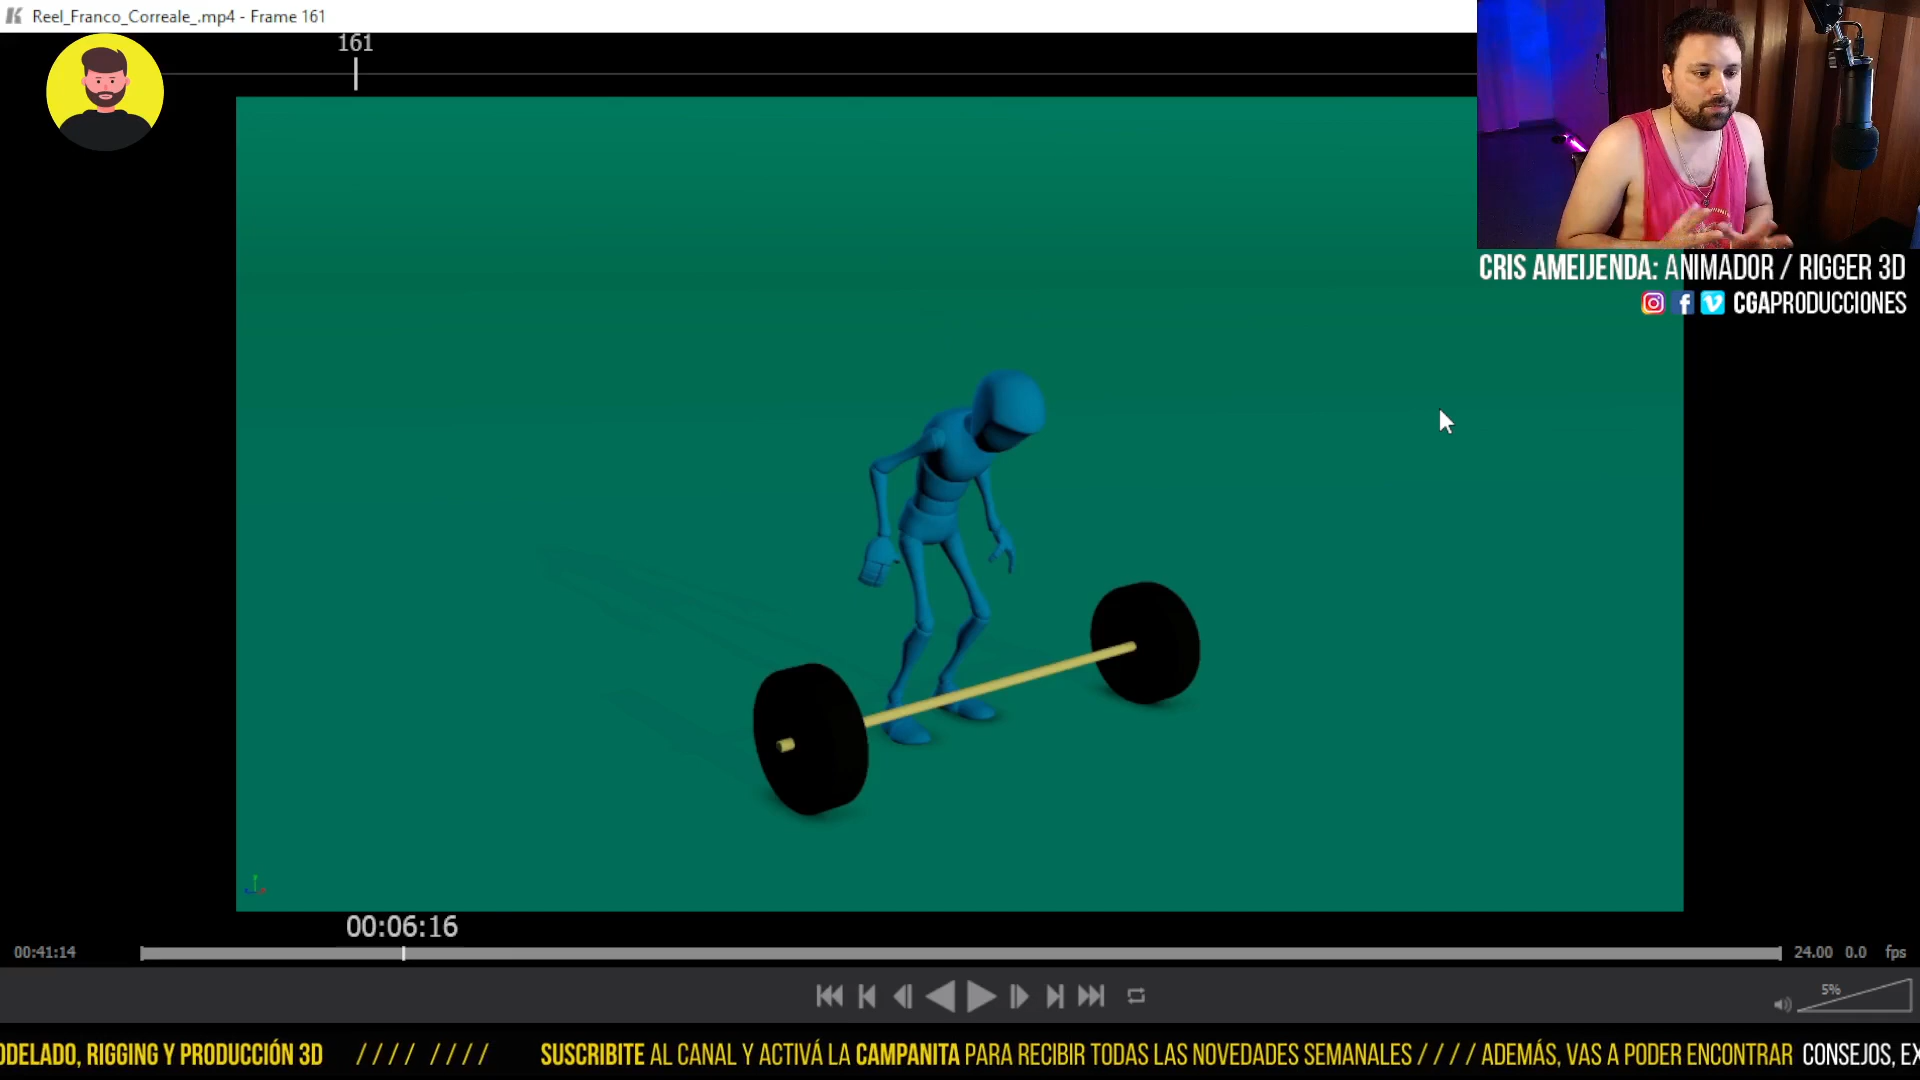 Reel_Franco_Correale_.mp4 - Frame 161
161
CRIS AMEIJENDA: ANIMADOR / RIGGER 3D
CGAPRODUCCIONES
00:06:16
00:41:14
24.00 0.0 fps
5%
ODELADO, RIGGING Y PRODUCCIÓN 3D //// //// SUSCRIBITE AL CANAL Y ACTIVÁ LA CAMPANITA PARA RECIBIR TODAS LAS NOVEDADES SEMANALES //// ADEMÁS, VAS A PODER ENCONTRAR CONSEJOS, EX